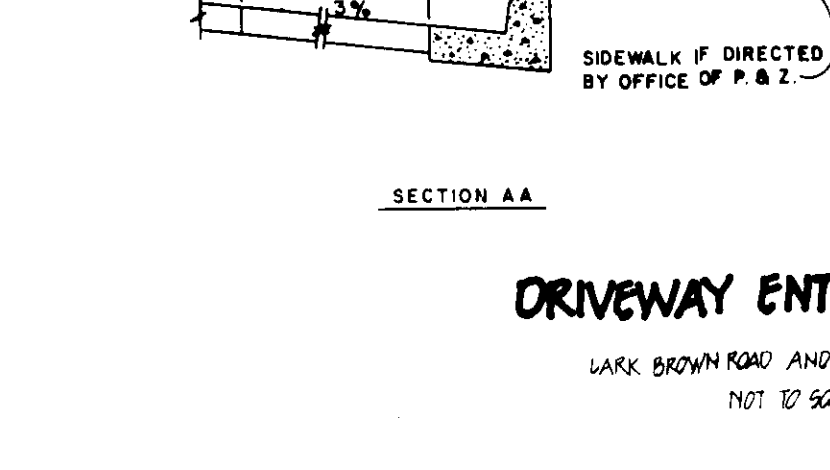 3%
SIDEWALK IF DIRECTED
BY OFFICE OF P. & Z.
SECTION AA
DRIVEWAY ENT
LARK BROWN ROAD AND
NOT TO SC